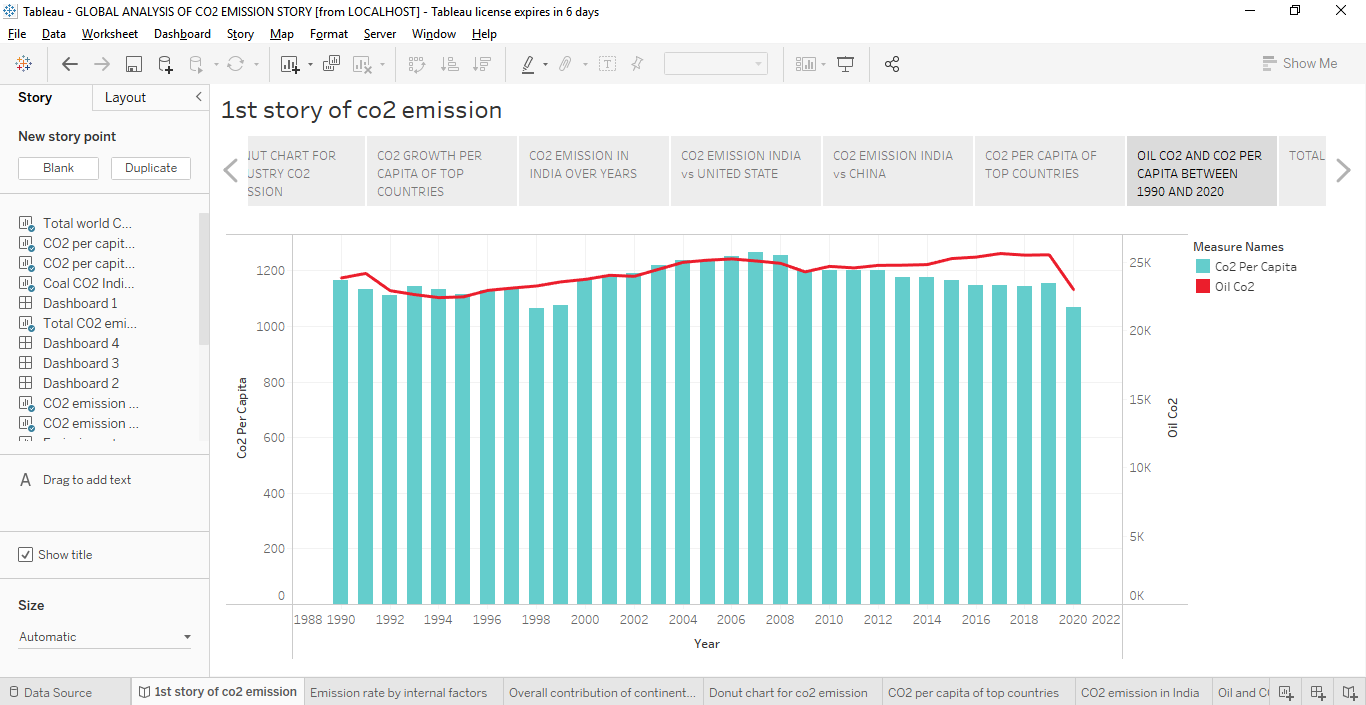 Tableau - GLOBAL ANALYSIS OF CO2 EMISSION STORY [from LOCALHOST] - Tableau license expires in 6 days
File Data Worksheet Dashboard Story Map Format Server Window Help
Show Me
Story Layout
New story point
Blank Duplicate
Total world C...
CO2 per capit...
CO2 per capit...
Coal CO2 Indi...
Dashboard 1
Total CO2 emi...
Dashboard 4
Dashboard 3
Dashboard 2
CO2 emission ...
CO2 emission ...
A Drag to add text
Show title
Size
Automatic
1st story of co2 emission
NUT CHART FOR
USTRY CO2
SSION
CO2 GROWTH PER
CAPITA OF TOP
COUNTRIES
CO2 EMISSION IN
INDIA OVER YEARS
CO2 EMISSION INDIA
vs UNITED STATE
CO2 EMISSION INDIA
vs CHINA
CO2 PER CAPITA OF
TOP COUNTRIES
OIL CO2 AND CO2 PER
CAPITA BETWEEN
1990 AND 2020
TOTAL
Co2 Per Capita
1200
1000
800
600
400
200
0
25K
20K
15K
10K
5K
0K
Oil Co2
1988 1990 1992 1994 1996 1998 2000 2002 2004 2006 2008 2010 2012 2014 2016 2018 2020 2022
Year
Measure Names
Co2 Per Capita
Oil Co2
Data Source 1st story of co2 emission Emission rate by internal factors Overall contribution of continent... Donut chart for co2 emission CO2 per capita of top countries CO2 emission in India Oil and C